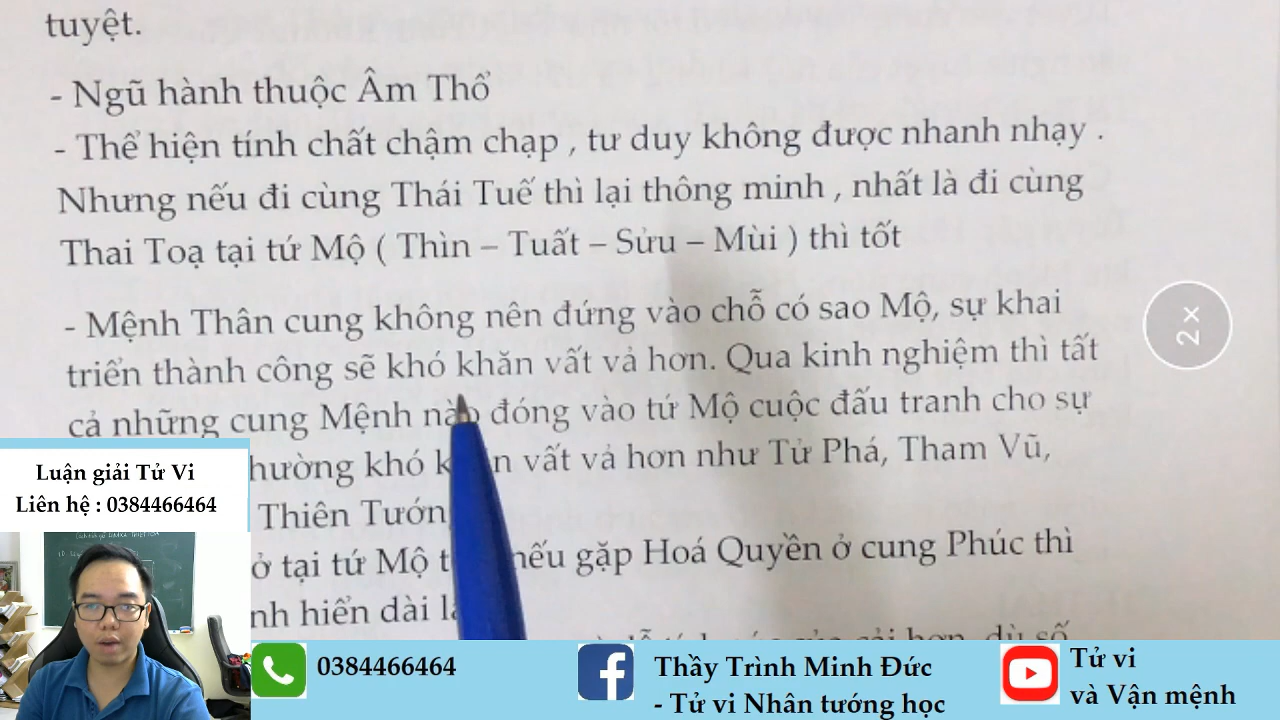 tuyệt.
- Ngũ hành thuộc Âm Thổ
- Thể hiện tính chất chậm chạp , tư duy không được nhanh nhạy .
Nhưng nếu đi cùng Thái Tuế thì lại thông minh , nhất là đi cùng
Thai Toạ tại tứ Mộ ( Thìn – Tuất – Sửu – Mùi ) thì tốt
- Mệnh Thân cung không nên đứng vào chỗ có sao Mộ, sự khai
triển thành công sẽ khó khăn vất vả hơn. Qua kinh nghiệm thì tất
cả những cung Mệnh nào đóng vào tứ Mộ cuộc đấu tranh cho sự
khó vất vả hơn như Tử Phá, Tham Vũ,
Thiên
ở tại tứ Mộ nếu gặp Hoá Quyền ở cung Phúc thì
hiển dài
2×
Luận giải Tử Vi
Liên hệ : 0384466464
0384466464
Thầy Trình Minh Đức
- Tử vi Nhân tướng học
Tử vi
và Vận mệnh